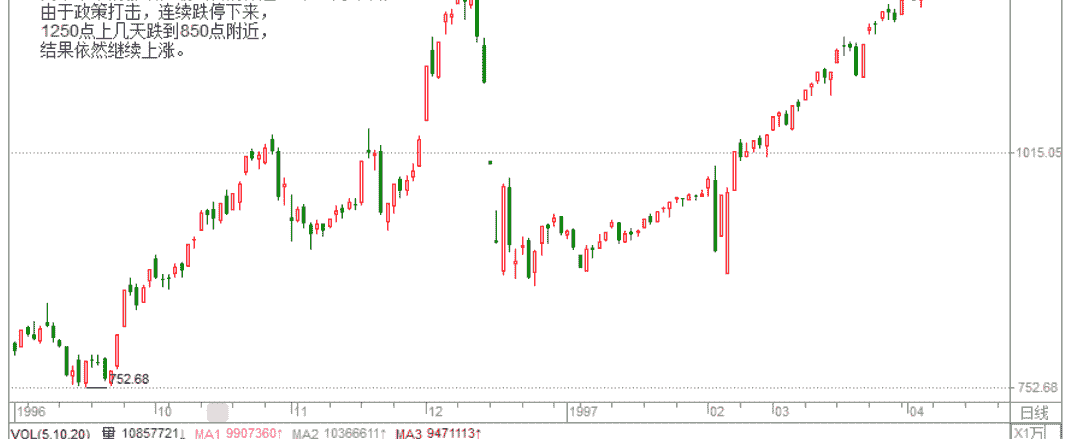 由于政策打击，连续跌停下来，
1250点上几天跌到850点附近，
结果依然继续上涨。
1015.05
752.68
752.68
1996 10 11 12 1997 02 03 04 日线
VOL(5,10,20) 量 10857721↓ MA1 9907360↑ MA2 10366611↑ MA3 9471113↑ X1万